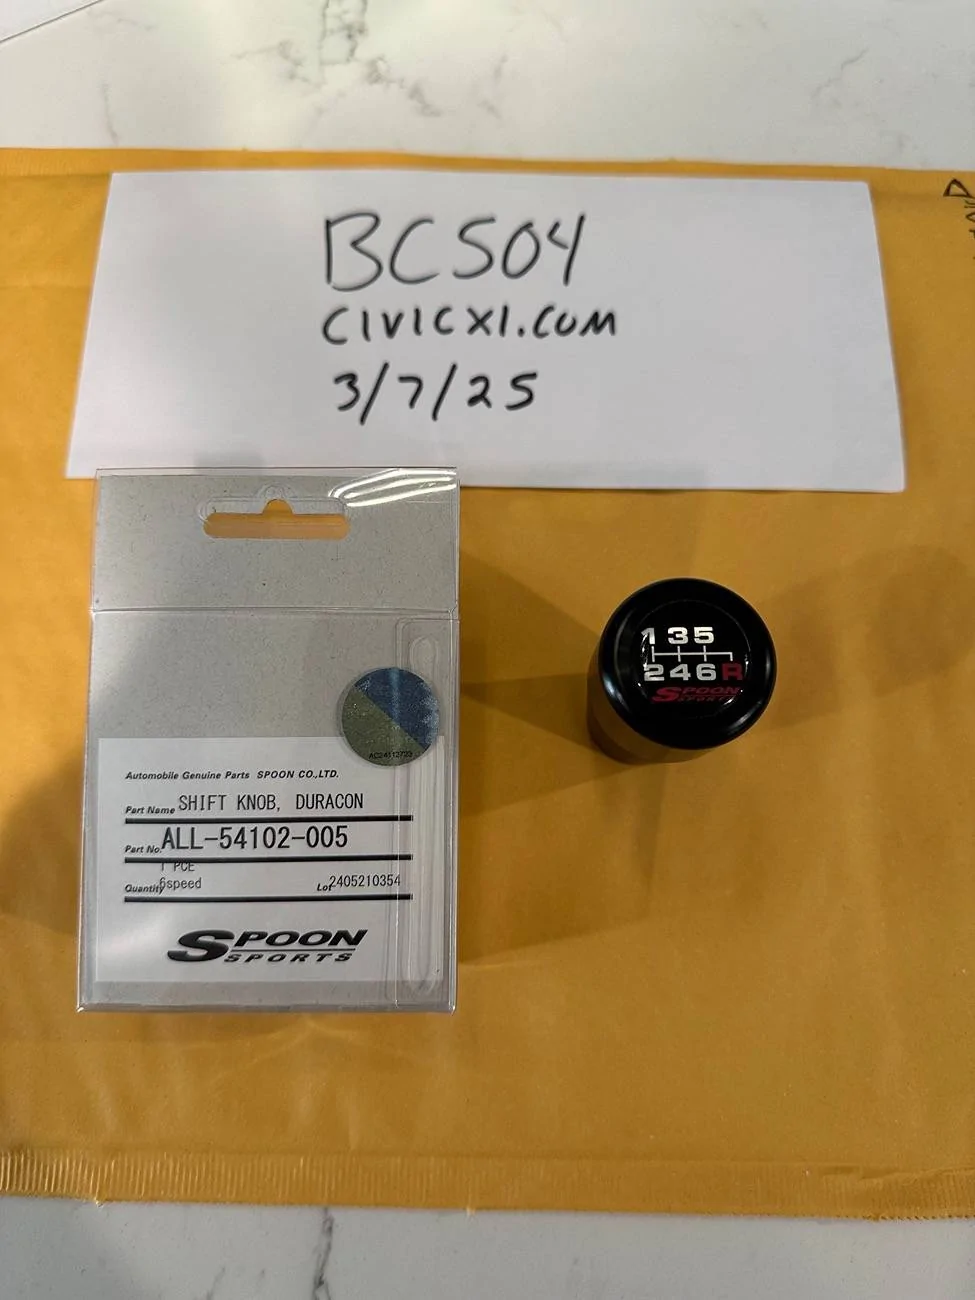 BC504
CIVICXI.COM
3/7/25
AC24113723
Automobile Genuine Parts SPOON CO.,LTD.
Part Name SHIFT KNOB, DURACON
Part No. ALL-54102-005
1 PCE
Quantity 6speed Lot 2405210354
SPOON
SPORTS
1 3 5
2 4 6 R
SPOON
SPORTS